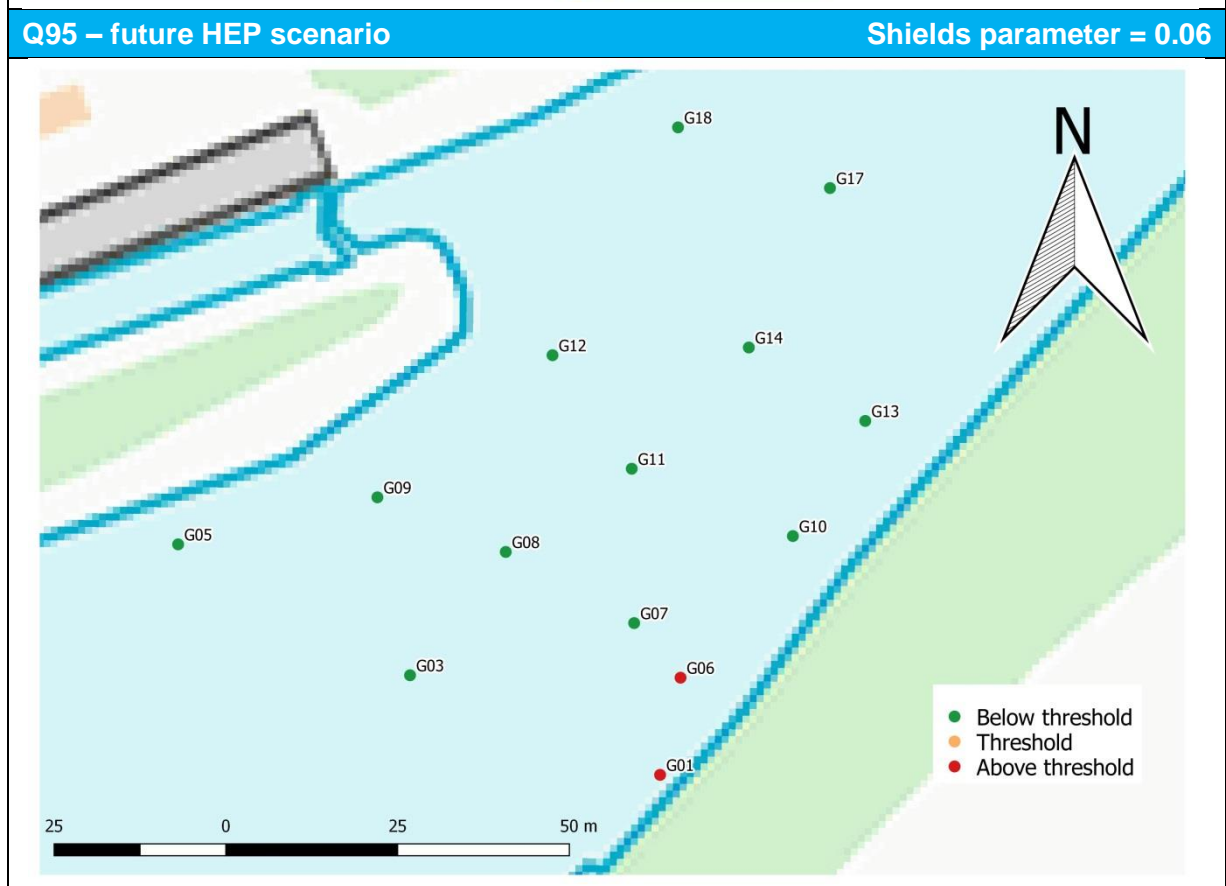 Q95 – future HEP scenario Shields parameter = 0.06
G18
N
G17
G12
G14
G13
G11
G09
G05
G08
G10
G07
G03
G06
Below threshold
Threshold
G01
Above threshold
25 0 25 50 m